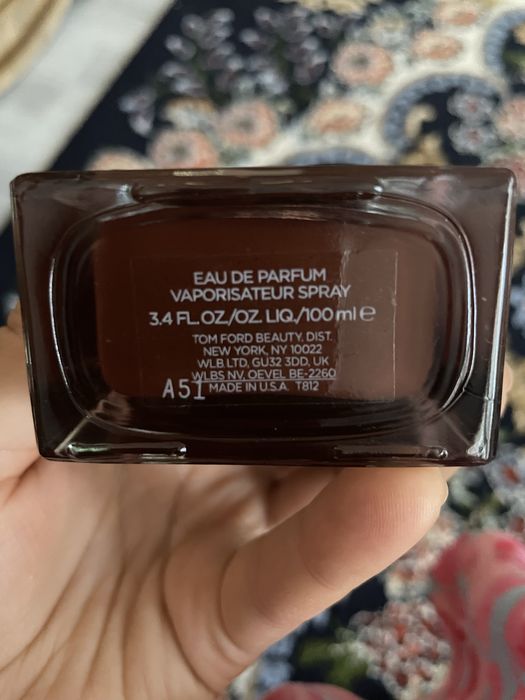 EAU DE PARFUM
VAPORISATEUR SPRAY
3.4 FL.OZ./OZ. LIQ./100 ml ℮
TOM FORD BEAUTY. DIST.
NEW YORK, NY 10022
WLB LTD, GU32 3DD, UK
WLBS NV. OEVEL BE-2260
A51 MADE IN U.S.A. T812